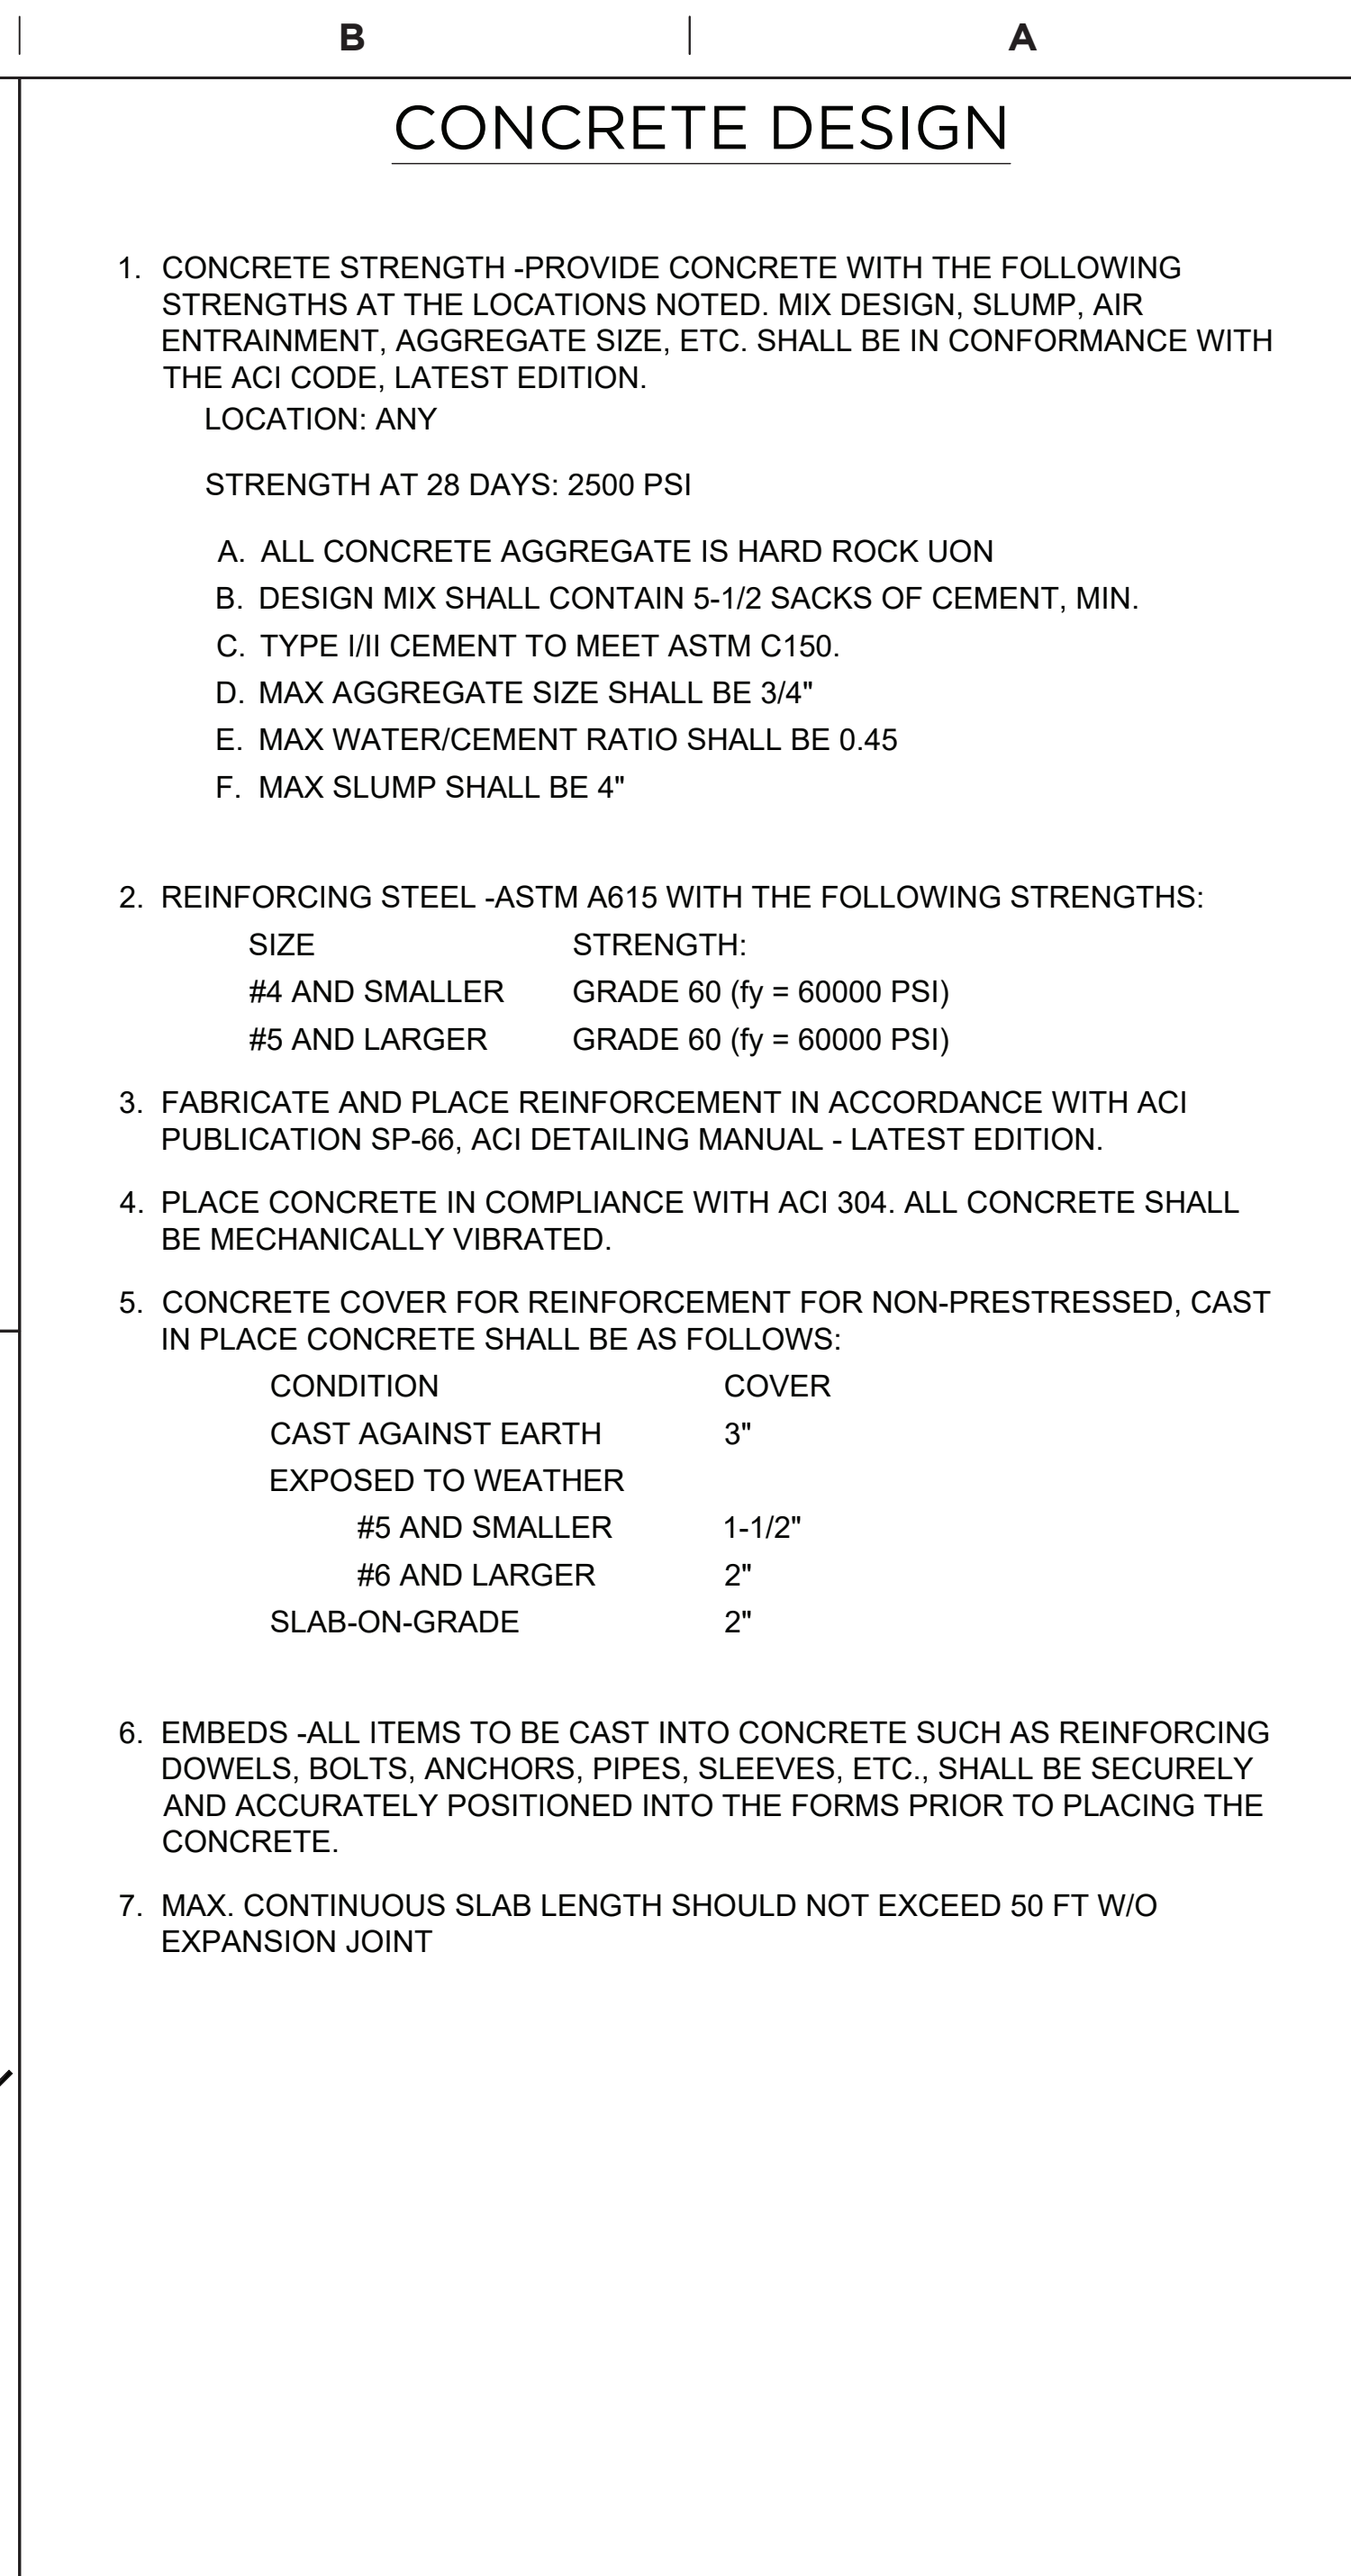 B A
CONCRETE DESIGN
1. CONCRETE STRENGTH -PROVIDE CONCRETE WITH THE FOLLOWING
STRENGTHS AT THE LOCATIONS NOTED. MIX DESIGN, SLUMP, AIR
ENTRAINMENT, AGGREGATE SIZE, ETC. SHALL BE IN CONFORMANCE WITH
THE ACI CODE, LATEST EDITION.
LOCATION: ANY
STRENGTH AT 28 DAYS: 2500 PSI
A. ALL CONCRETE AGGREGATE IS HARD ROCK UON
B. DESIGN MIX SHALL CONTAIN 5-1/2 SACKS OF CEMENT, MIN.
C. TYPE I/II CEMENT TO MEET ASTM C150.
D. MAX AGGREGATE SIZE SHALL BE 3/4"
E. MAX WATER/CEMENT RATIO SHALL BE 0.45
F. MAX SLUMP SHALL BE 4"
2. REINFORCING STEEL -ASTM A615 WITH THE FOLLOWING STRENGTHS:
SIZE STRENGTH:
#4 AND SMALLER GRADE 60 (fy = 60000 PSI)
#5 AND LARGER GRADE 60 (fy = 60000 PSI)
3. FABRICATE AND PLACE REINFORCEMENT IN ACCORDANCE WITH ACI
PUBLICATION SP-66, ACI DETAILING MANUAL - LATEST EDITION.
4. PLACE CONCRETE IN COMPLIANCE WITH ACI 304. ALL CONCRETE SHALL
BE MECHANICALLY VIBRATED.
5. CONCRETE COVER FOR REINFORCEMENT FOR NON-PRESTRESSED, CAST
IN PLACE CONCRETE SHALL BE AS FOLLOWS:
CONDITION COVER
CAST AGAINST EARTH 3"
EXPOSED TO WEATHER
#5 AND SMALLER 1-1/2"
#6 AND LARGER 2"
SLAB-ON-GRADE 2"
6. EMBEDS -ALL ITEMS TO BE CAST INTO CONCRETE SUCH AS REINFORCING
DOWELS, BOLTS, ANCHORS, PIPES, SLEEVES, ETC., SHALL BE SECURELY
AND ACCURATELY POSITIONED INTO THE FORMS PRIOR TO PLACING THE
CONCRETE.
7. MAX. CONTINUOUS SLAB LENGTH SHOULD NOT EXCEED 50 FT W/O
EXPANSION JOINT